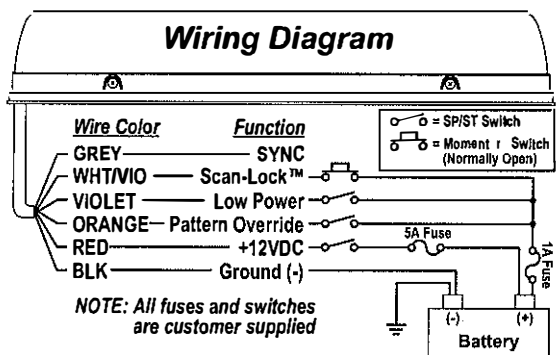 Wiring Diagram
Wire Color Function
GREY SYNC
WHT/VIO Scan-Lock™
VIOLET Low Power
ORANGE Pattern Override
RED +12VDC
BLK Ground (-)
= SP/ST Switch
= Moment r Switch
(Normally Open)
5A Fuse
1A Fuse
NOTE: All fuses and switches
are customer supplied
(-) (+)
Battery